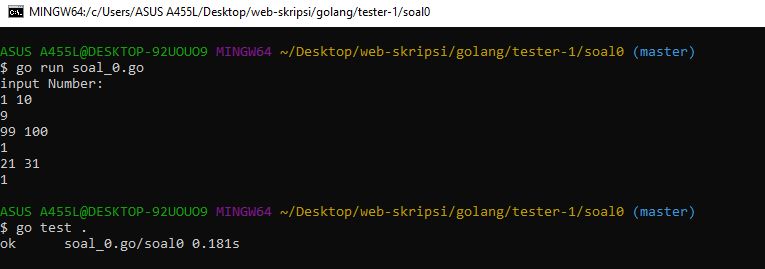 MINGW64:/c/Users/ASUS A455L/Desktop/web-skripsi/golang/tester-1/soal0
ASUS A455L@DESKTOP-92UOUO9 MINGW64 ~/Desktop/web-skripsi/golang/tester-1/soal0 (master)
$ go run soal_0.go
input Number:
1 10
9
99 100
1
21 31
1
ASUS A455L@DESKTOP-92UOUO9 MINGW64 ~/Desktop/web-skripsi/golang/tester-1/soal0 (master)
$ go test .
ok      soal_0.go/soal0 0.181s